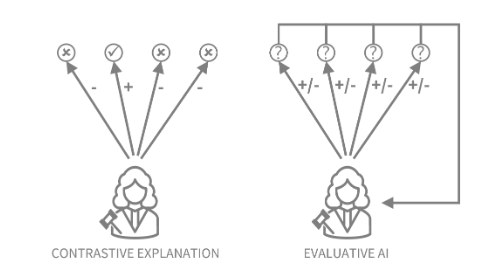 ? ? ? ?
- + - -
+/- +/- +/- +/-
CONTRASTIVE EXPLANATION
EVALUATIVE AI